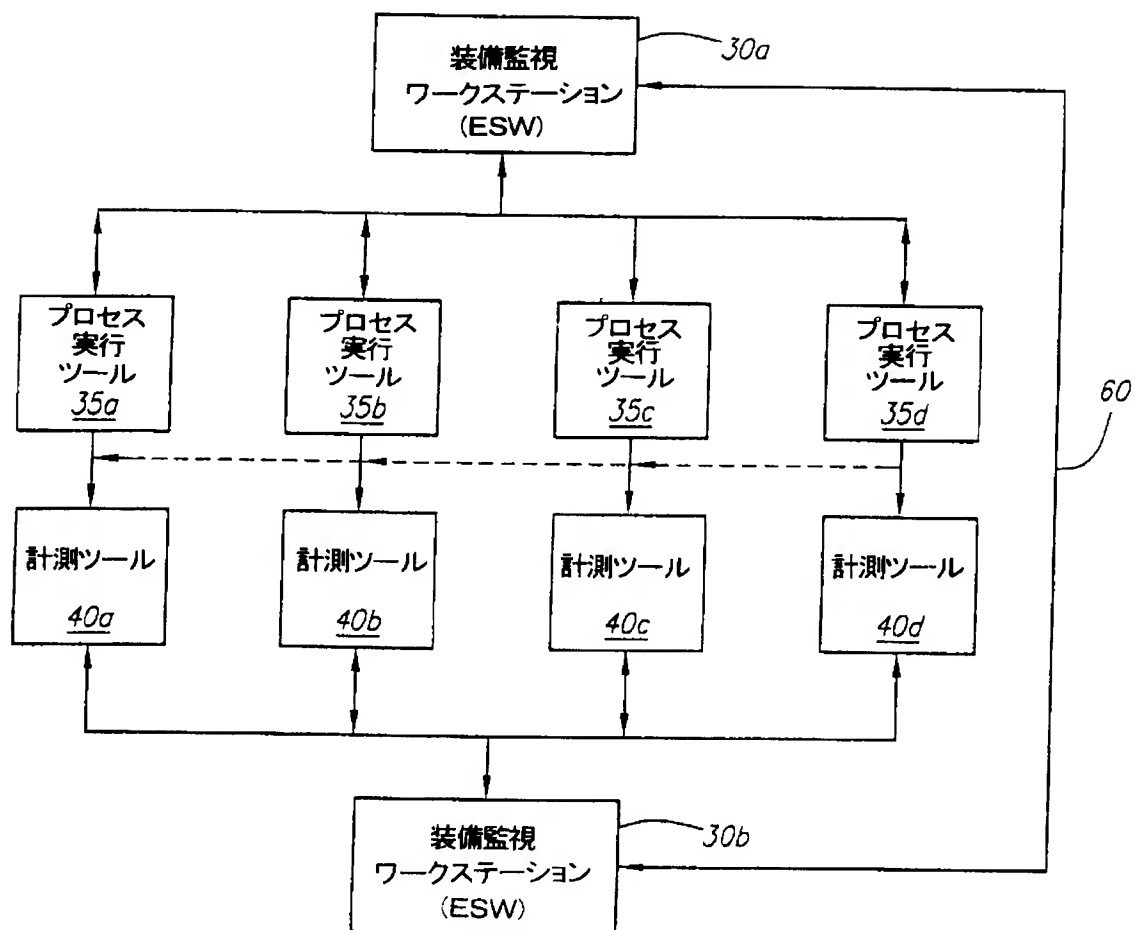 装備監視
ワークステーション
(ESW)
30a
プロセス
実行
ツール
35a
プロセス
実行
ツール
35b
プロセス
実行
ツール
35c
プロセス
実行
ツール
35d
60
計測ツール
40a
計測ツール
40b
計測ツール
40c
計測ツール
40d
装備監視
ワークステーション
(ESW)
30b